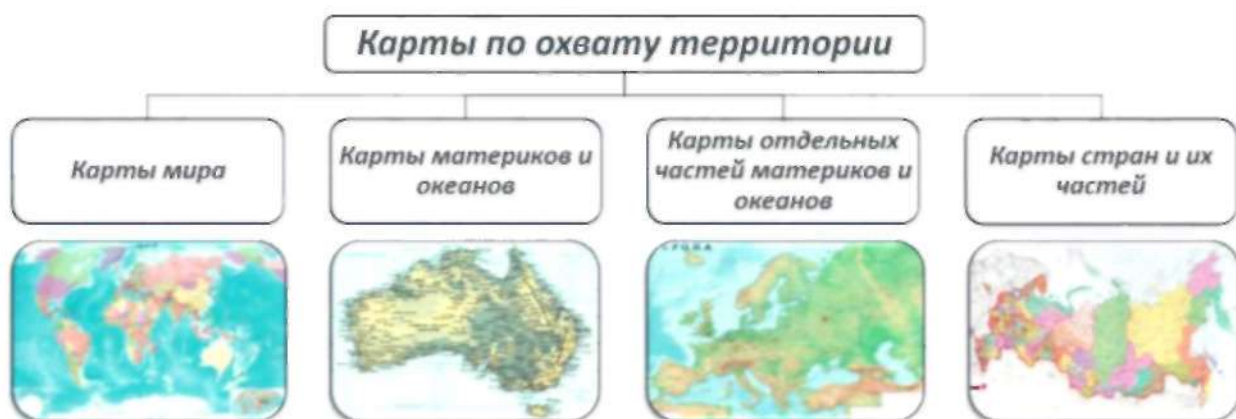 Карты по охвату территории
Карты мира
Карты материков и
океанов
Карты отдельных
частей материков и
океанов
Карты стран и их
частей